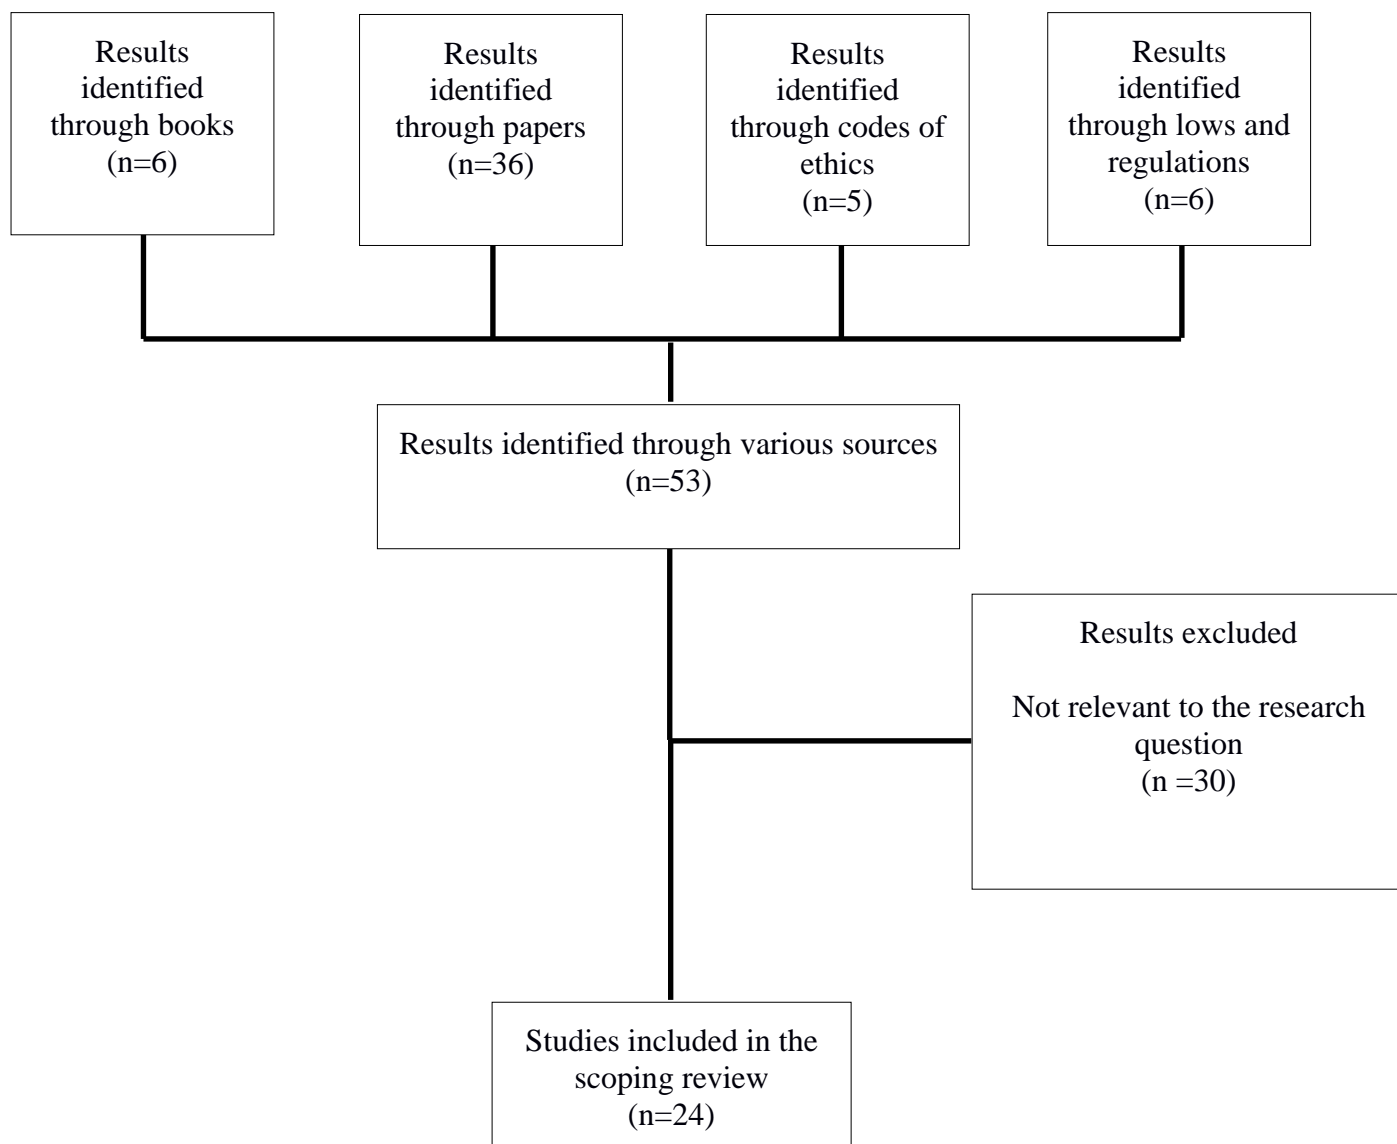 Results
identified
through books
(n=6)
Results
identified
through papers
(n=36)
Results
identified
through codes of
ethics
(n=5)
Results
identified
through lows and
regulations
(n=6)
Results identified through various sources
(n=53)
Results excluded
Not relevant to the research
question
(n =30)
Studies included in the
scoping review
(n=24)